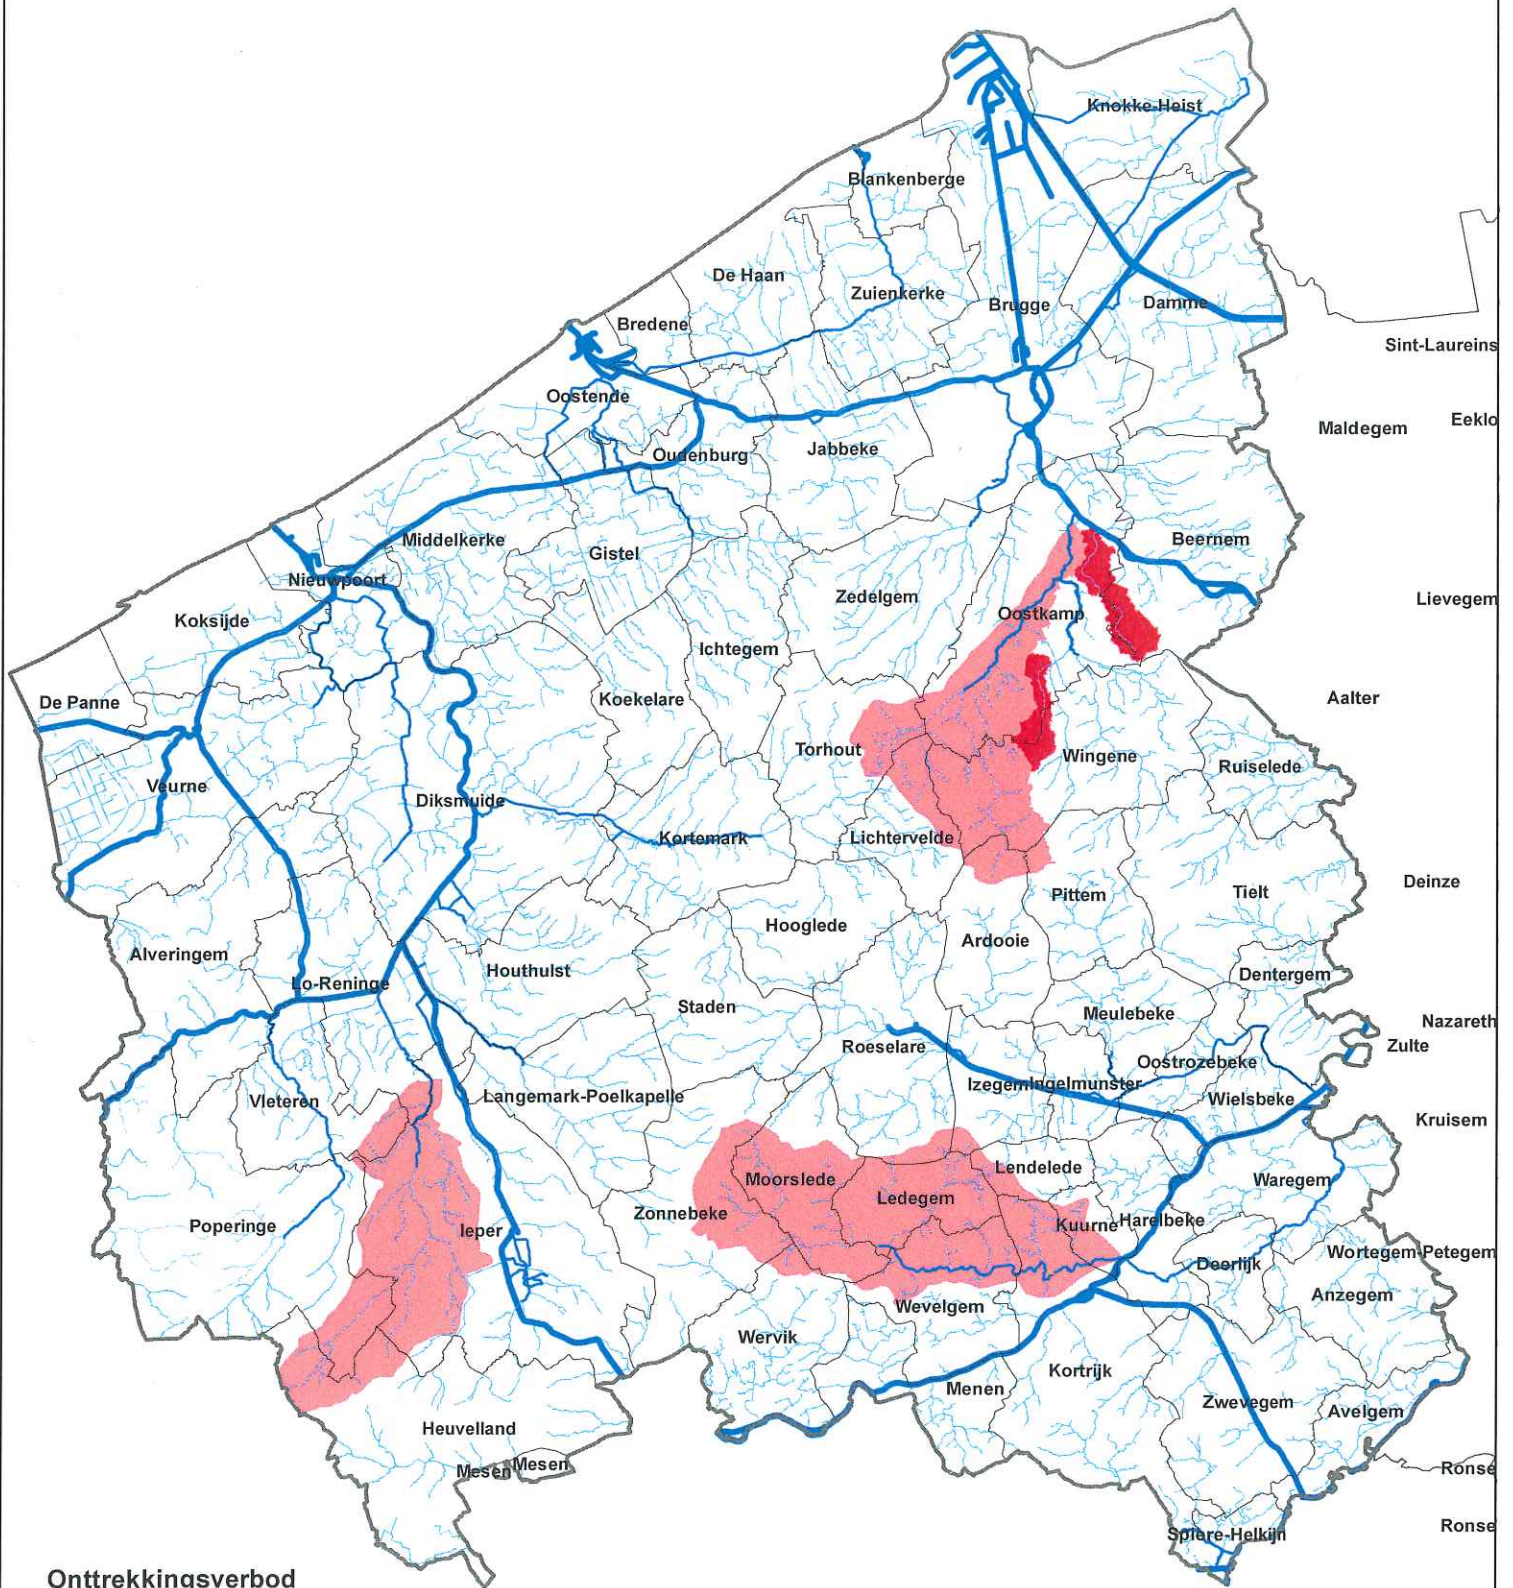 Knokke-Heist
Blankenberge
De Haan
Zuienkerke
Brugge
Damme
Bredene
Sint-Laureins
Oostende
Maldegem
Eeklo
Oudenburg
Jabbeke
Middelkerke
Gistel
Beernem
Nieuwpoort
Zedelgem
Lievegem
Koksijde
Oostkamp
Ichtegem
De Panne
Koekelare
Aalter
Torhout
Wingene
Ruiselede
Veurne
Diksmuide
Kortemark
Lichtervelde
Deinze
Pittem
Tielt
Hooglede
Ardooie
Alveringem
Houthulst
Dentergem
Lo-Reninge
Staden
Meulebeke
Nazareth
Roeselare
Zulte
Oostrozebeke
Izegem
Ingelmunster
Vleteren
Langemark-Poelkapelle
Wielsbeke
Kruisem
Lendelede
Moorslede
Ledegem
Waregem
Zonnebeke
Poperinge
Ieper
Kuurne
Harelbeke
Wortegem-Petegem
Deerlijk
Anzegem
Wevelgem
Wervik
Kortrijk
Menen
Zwevegem
Avelgem
Heuvelland
Mesen
Mesen
Ronse
Ronse
Spiere-Helkijn
Onttrekkingsverbod